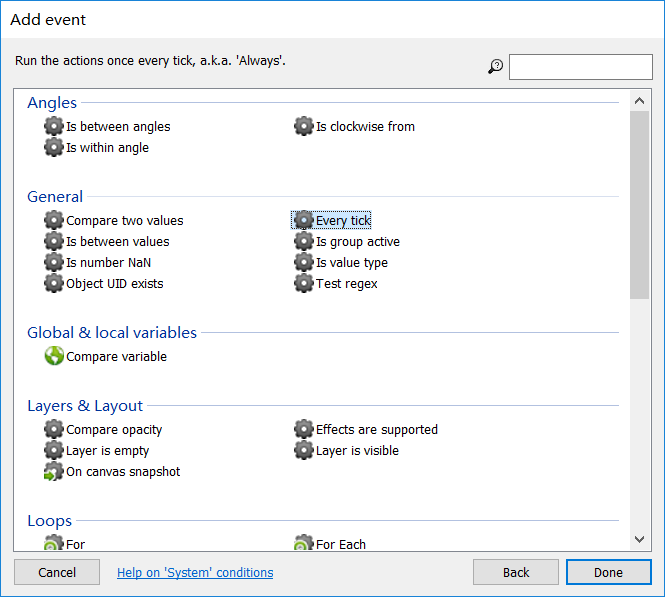 Add event
Run the actions once every tick, a.k.a. 'Always'.
Angles
Is between angles
Is clockwise from
Is within angle
General
Compare two values
Every tick
Is between values
Is group active
Is number NaN
Is value type
Object UID exists
Test regex
Global & local variables
Compare variable
Layers & Layout
Compare opacity
Effects are supported
Layer is empty
Layer is visible
On canvas snapshot
Loops
For
For Each
Cancel
Help on 'System' conditions
Back
Done